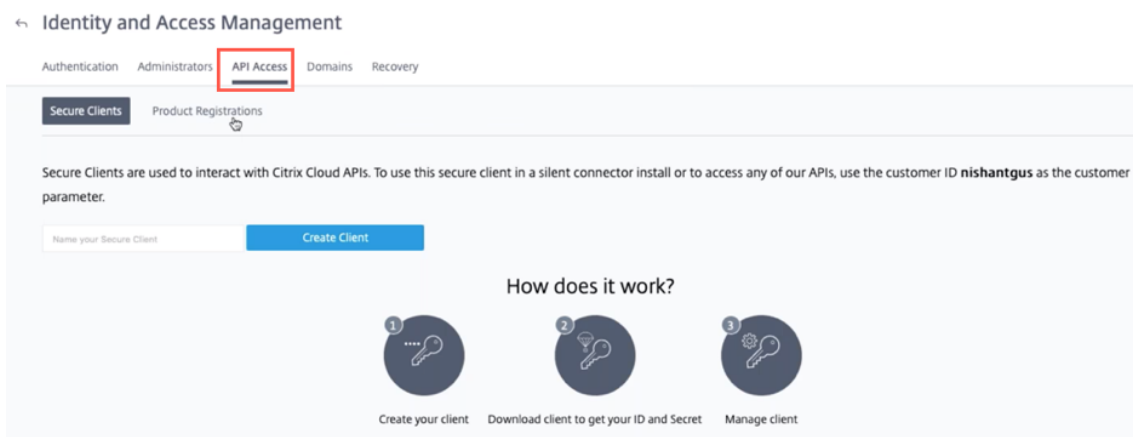 Identity and Access Management
Authentication Administrators API Access Domains Recovery
Secure Clients Product Registrations
Secure Clients are used to interact with Citrix Cloud APIs. To use this secure client in a silent connector install or to access any of our APIs, use the customer ID nishantgus as the customer
parameter.
Name your Secure Client Create Client
How does it work?
1 2 3
Create your client Download client to get your ID and Secret Manage client